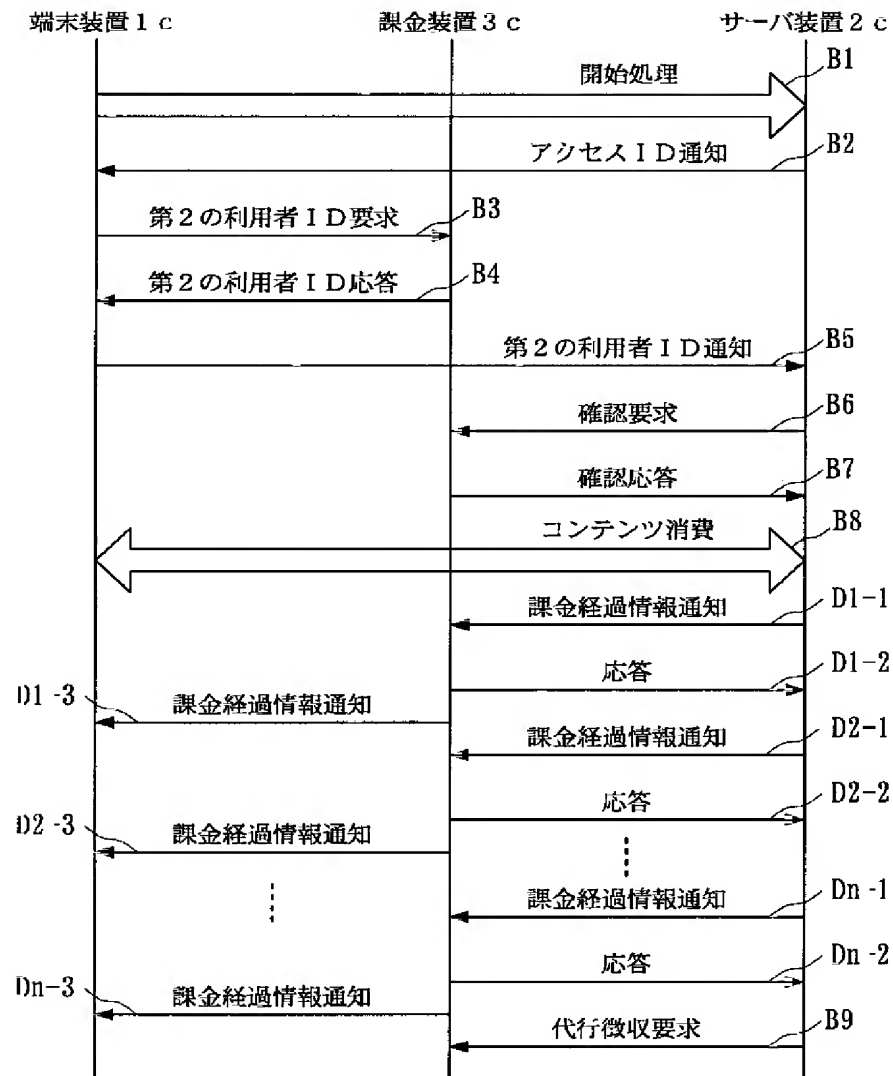 端末装置1c
課金装置3c
サーバ装置2c
開始処理
B1
アクセスID通知
B2
第2の利用者ID要求
B3
第2の利用者ID応答
B4
第2の利用者ID通知
B5
確認要求
B6
確認応答
B7
コンテンツ消費
B8
課金経過情報通知
D1-1
応答
D1-2
D1-3
課金経過情報通知
課金経過情報通知
D2-1
応答
D2-2
D2-3
課金経過情報通知
課金経過情報通知
Dn-1
応答
Dn-2
Dn-3
課金経過情報通知
代行徴収要求
B9